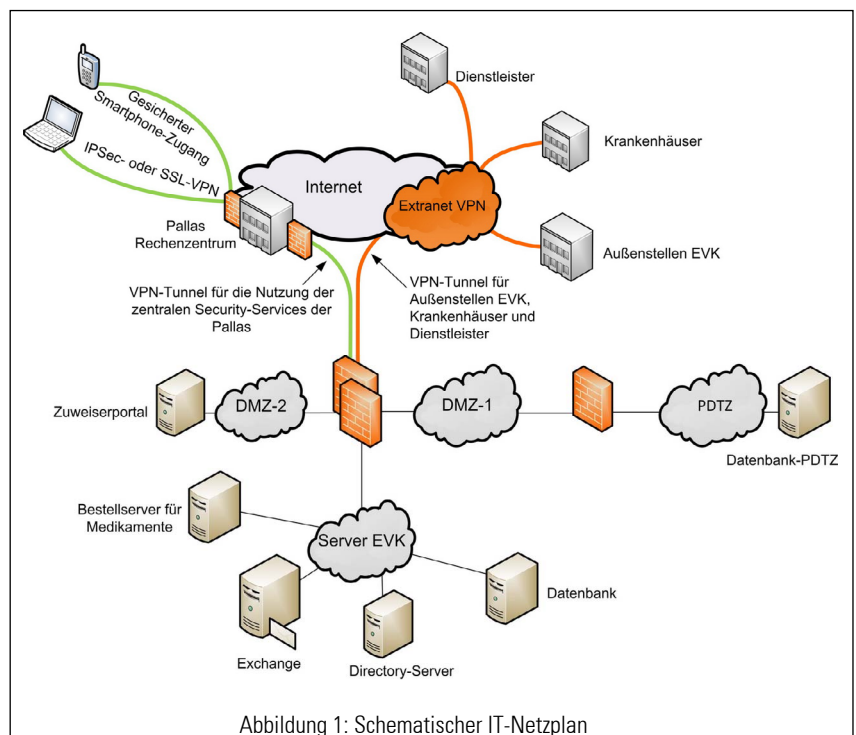 Dienstleister
Gesicherter
Smartphone-Zugang
IPSec- oder SSL-VPN
Krankenhäuser
Internet
Extranet VPN
Pallas
Rechenzentrum
Außenstellen EVK
VPN-Tunnel für die Nutzung der
zentralen Security-Services der
Pallas
VPN-Tunnel für
Außenstellen EVK,
Krankenhäuser und
Dienstleister
Zuweiserportal
DMZ-2
DMZ-1
PDTZ
Datenbank-PDTZ
Bestellserver für
Medikamente
Server EVK
Datenbank
Exchange
Directory-Server
Abbildung 1: Schematischer IT-Netzplan